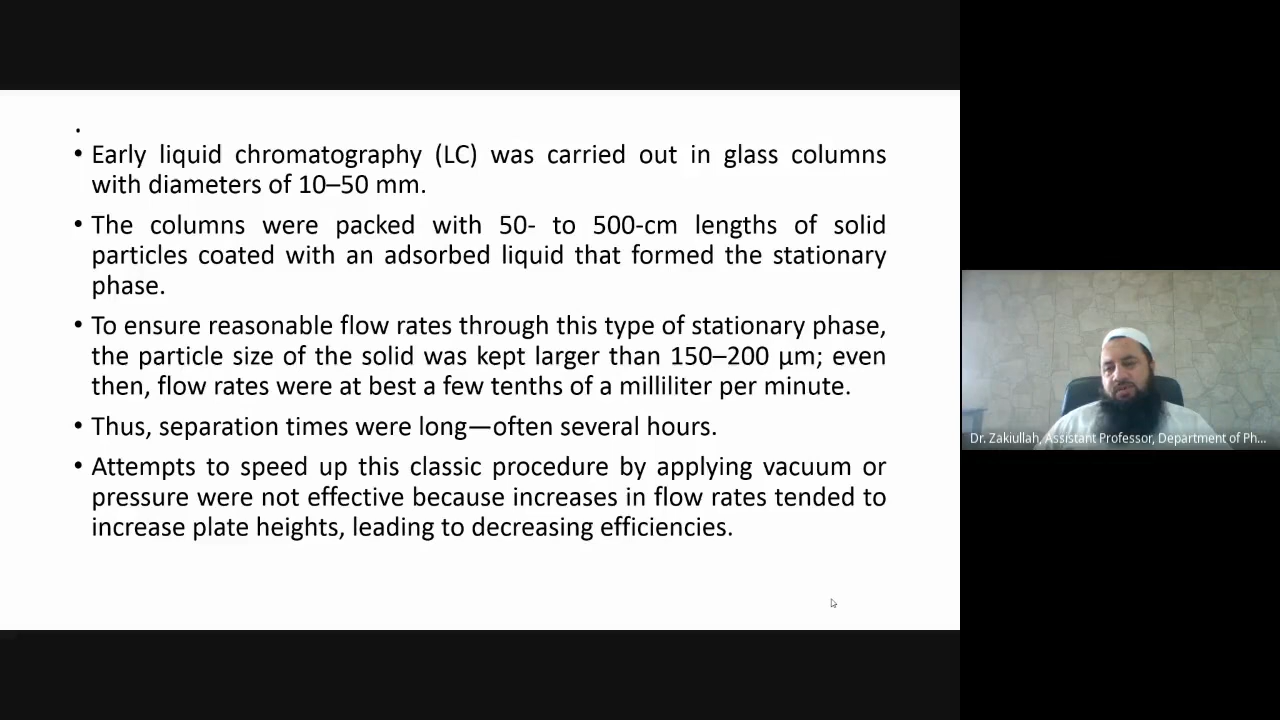 .
• Early liquid chromatography (LC) was carried out in glass columns
with diameters of 10–50 mm.
• The columns were packed with 50- to 500-cm lengths of solid
particles coated with an adsorbed liquid that formed the stationary
phase.
• To ensure reasonable flow rates through this type of stationary phase,
the particle size of the solid was kept larger than 150–200 µm; even
then, flow rates were at best a few tenths of a milliliter per minute.
• Thus, separation times were long—often several hours.
• Attempts to speed up this classic procedure by applying vacuum or
pressure were not effective because increases in flow rates tended to
increase plate heights, leading to decreasing efficiencies.
Dr. Zakiullah, Assistant Professor, Department of Ph...